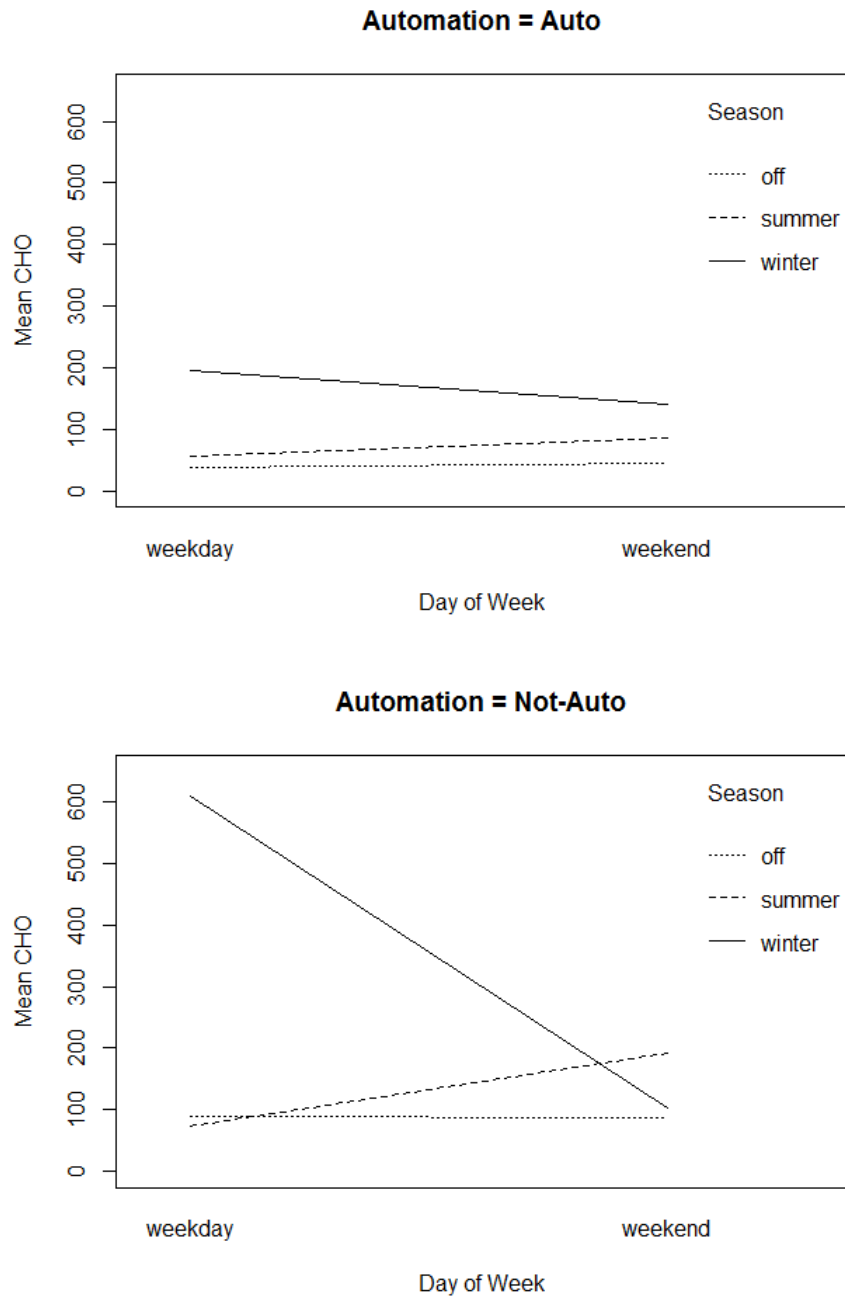 Automation = Auto
Season
off
summer
winter
600
500
400
300
200
100
0
Mean CHO
weekday weekend
Day of Week
Automation = Not-Auto
Season
off
summer
winter
600
500
400
300
200
100
0
Mean CHO
weekday weekend
Day of Week